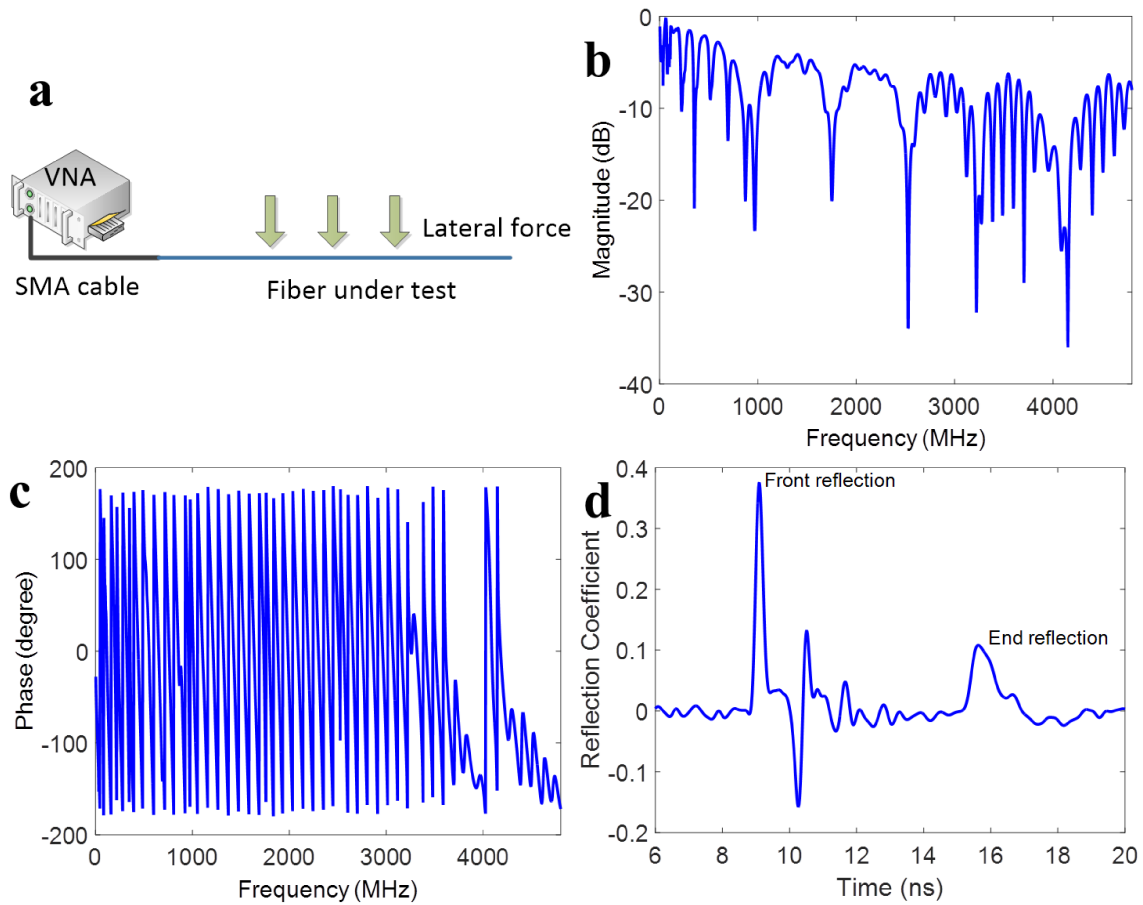 a
VNA
Lateral force
SMA cable
Fiber under test
b
0
-10
-20
-30
-40
Magnitude (dB)
0 1000 2000 3000 4000
Frequency (MHz)
c
200
100
0
-100
-200
Phase (degree)
0 1000 2000 3000 4000
Frequency (MHz)
d
0.4
0.3
0.2
0.1
0
-0.1
-0.2
Reflection Coefficient
Front reflection
End reflection
6 8 10 12 14 16 18 20
Time (ns)